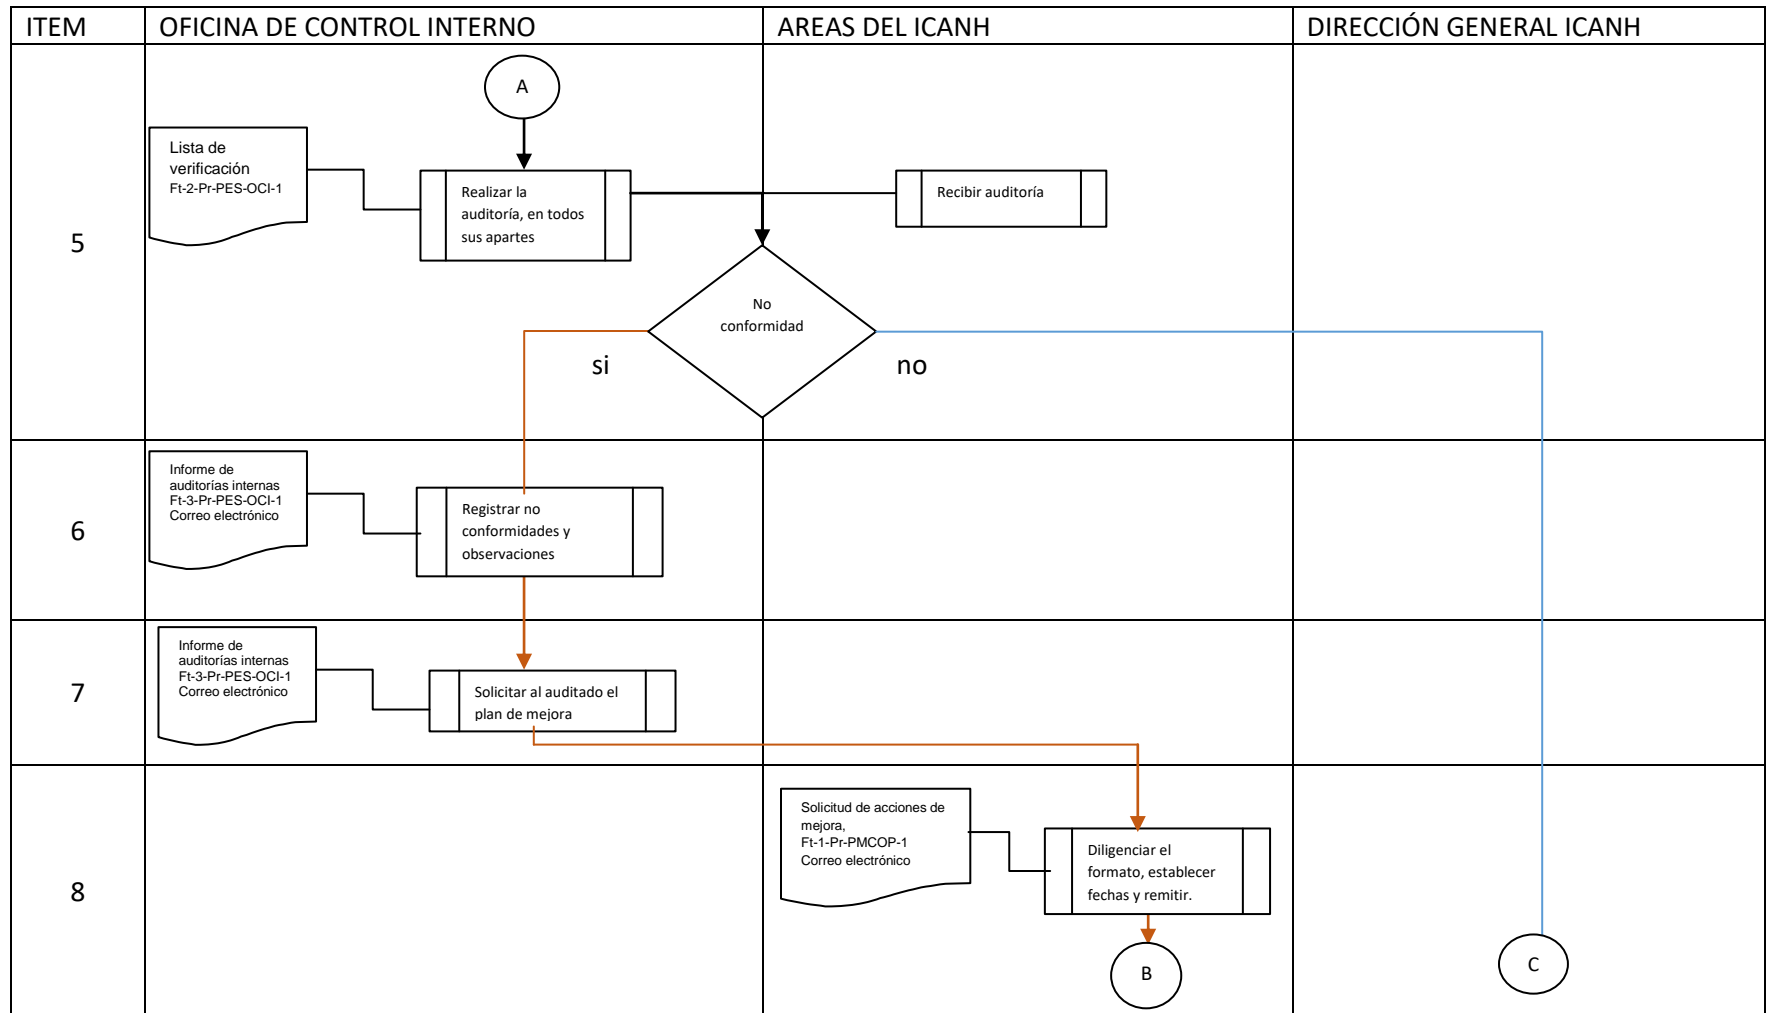 ITEM
OFICINA DE CONTROL INTERNO
AREAS DEL ICANH
DIRECCIÓN GENERAL ICANH
5
A
Lista de
verificación
Ft-2-Pr-PES-OCI-1
Realizar la
auditoría, en todos
sus apartes
Recibir auditoría
No
conformidad
si
no
6
Informe de
auditorías internas
Ft-3-Pr-PES-OCI-1
Correo electrónico
Registrar no
conformidades y
observaciones
7
Informe de
auditorías internas
Ft-3-Pr-PES-OCI-1
Correo electrónico
Solicitar al auditado el
plan de mejora
8
Solicitud de acciones de
mejora,
Ft-1-Pr-PMCOP-1
Correo electrónico
Diligenciar el
formato, establecer
fechas y remitir.
B
C